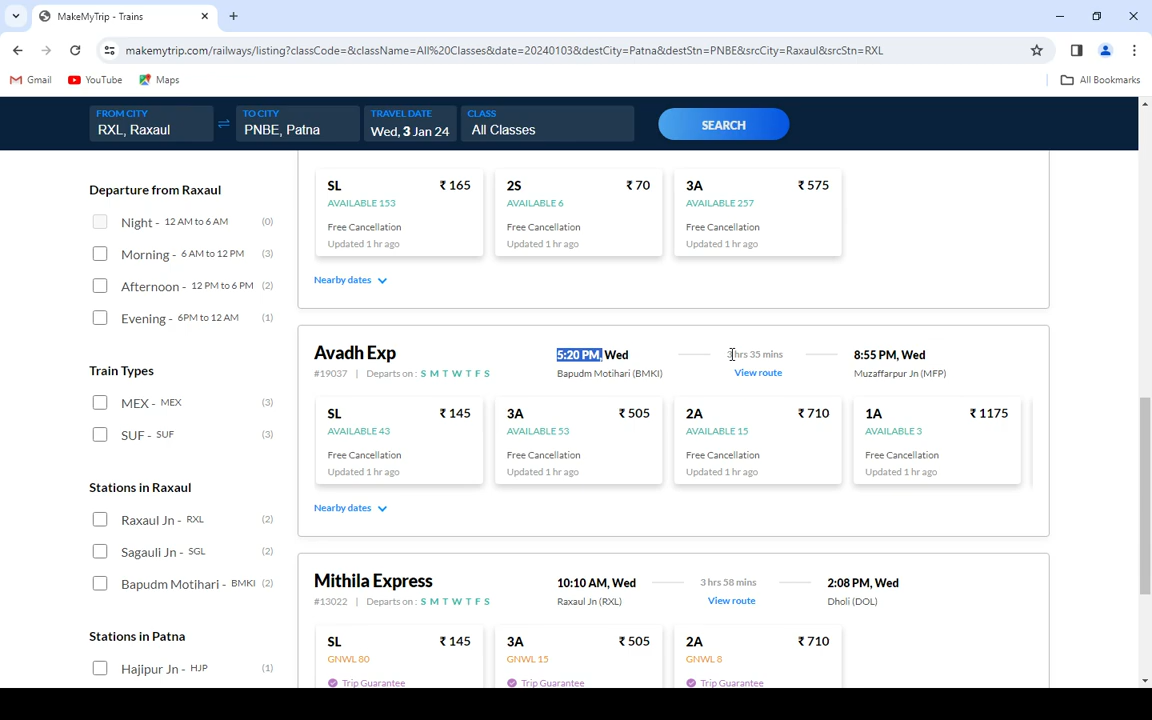 MakeMyTrip - Trains
makemytrip.com/railways/listing?classCode=&className=All%20Classes&date=20240103&destCity=Patna&destStn=PNBE&srcCity=Raxaul&srcStn=RXL
Gmail YouTube Maps All Bookmarks
FROM CITY TO CITY TRAVEL DATE CLASS
RXL, Raxaul PNBE, Patna Wed, 3 Jan 24 All Classes SEARCH
Departure from Raxaul
Night - 12 AM to 6 AM (0)
Morning - 6 AM to 12 PM (3)
Afternoon - 12 PM to 6 PM (2)
Evening - 6PM to 12 AM (1)
Train Types
MEX - MEX (3)
SUF - SUF (3)
Stations in Raxaul
Raxaul Jn - RXL (2)
Sagauli Jn - SGL (2)
Bapudm Motihari - BMKI (2)
Stations in Patna
Hajipur Jn - HJP (1)
SL ₹ 165 2S ₹ 70 3A ₹ 575
AVAILABLE 153 AVAILABLE 6 AVAILABLE 257
Free Cancellation Free Cancellation Free Cancellation
Updated 1 hr ago Updated 1 hr ago Updated 1 hr ago
Nearby dates
Avadh Exp 5:20 PM, Wed 3 hrs 35 mins 8:55 PM, Wed
#19037 | Departs on : S M T W T F S Bapudm Motihari (BMKI) View route Muzaffarpur Jn (MFP)
SL ₹ 145 3A ₹ 505 2A ₹ 710 1A ₹ 1175
AVAILABLE 43 AVAILABLE 53 AVAILABLE 15 AVAILABLE 3
Free Cancellation Free Cancellation Free Cancellation Free Cancellation
Updated 1 hr ago Updated 1 hr ago Updated 1 hr ago Updated 1 hr ago
Nearby dates
Mithila Express 10:10 AM, Wed 3 hrs 58 mins 2:08 PM, Wed
#13022 | Departs on : S M T W T F S Raxaul Jn (RXL) View route Dholi (DOL)
SL ₹ 145 3A ₹ 505 2A ₹ 710
GNWL 80 GNWL 15 GNWL 8
Trip Guarantee Trip Guarantee Trip Guarantee